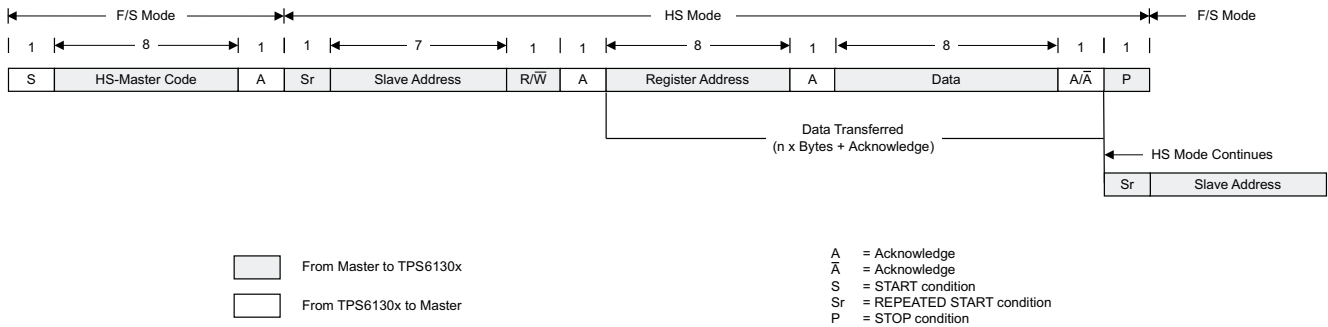 F/S Mode HS Mode F/S Mode
1 8 1 1 7 1 1 8 1 8 1 1
S HS-Master Code A Sr Slave Address R/W̅ A Register Address A Data A/A̅ P
Data Transferred
(n x Bytes + Acknowledge)
HS Mode Continues
Sr Slave Address
From Master to TPS6130x
From TPS6130x to Master
A = Acknowledge
A̅ = Acknowledge
S = START condition
Sr = REPEATED START condition
P = STOP condition